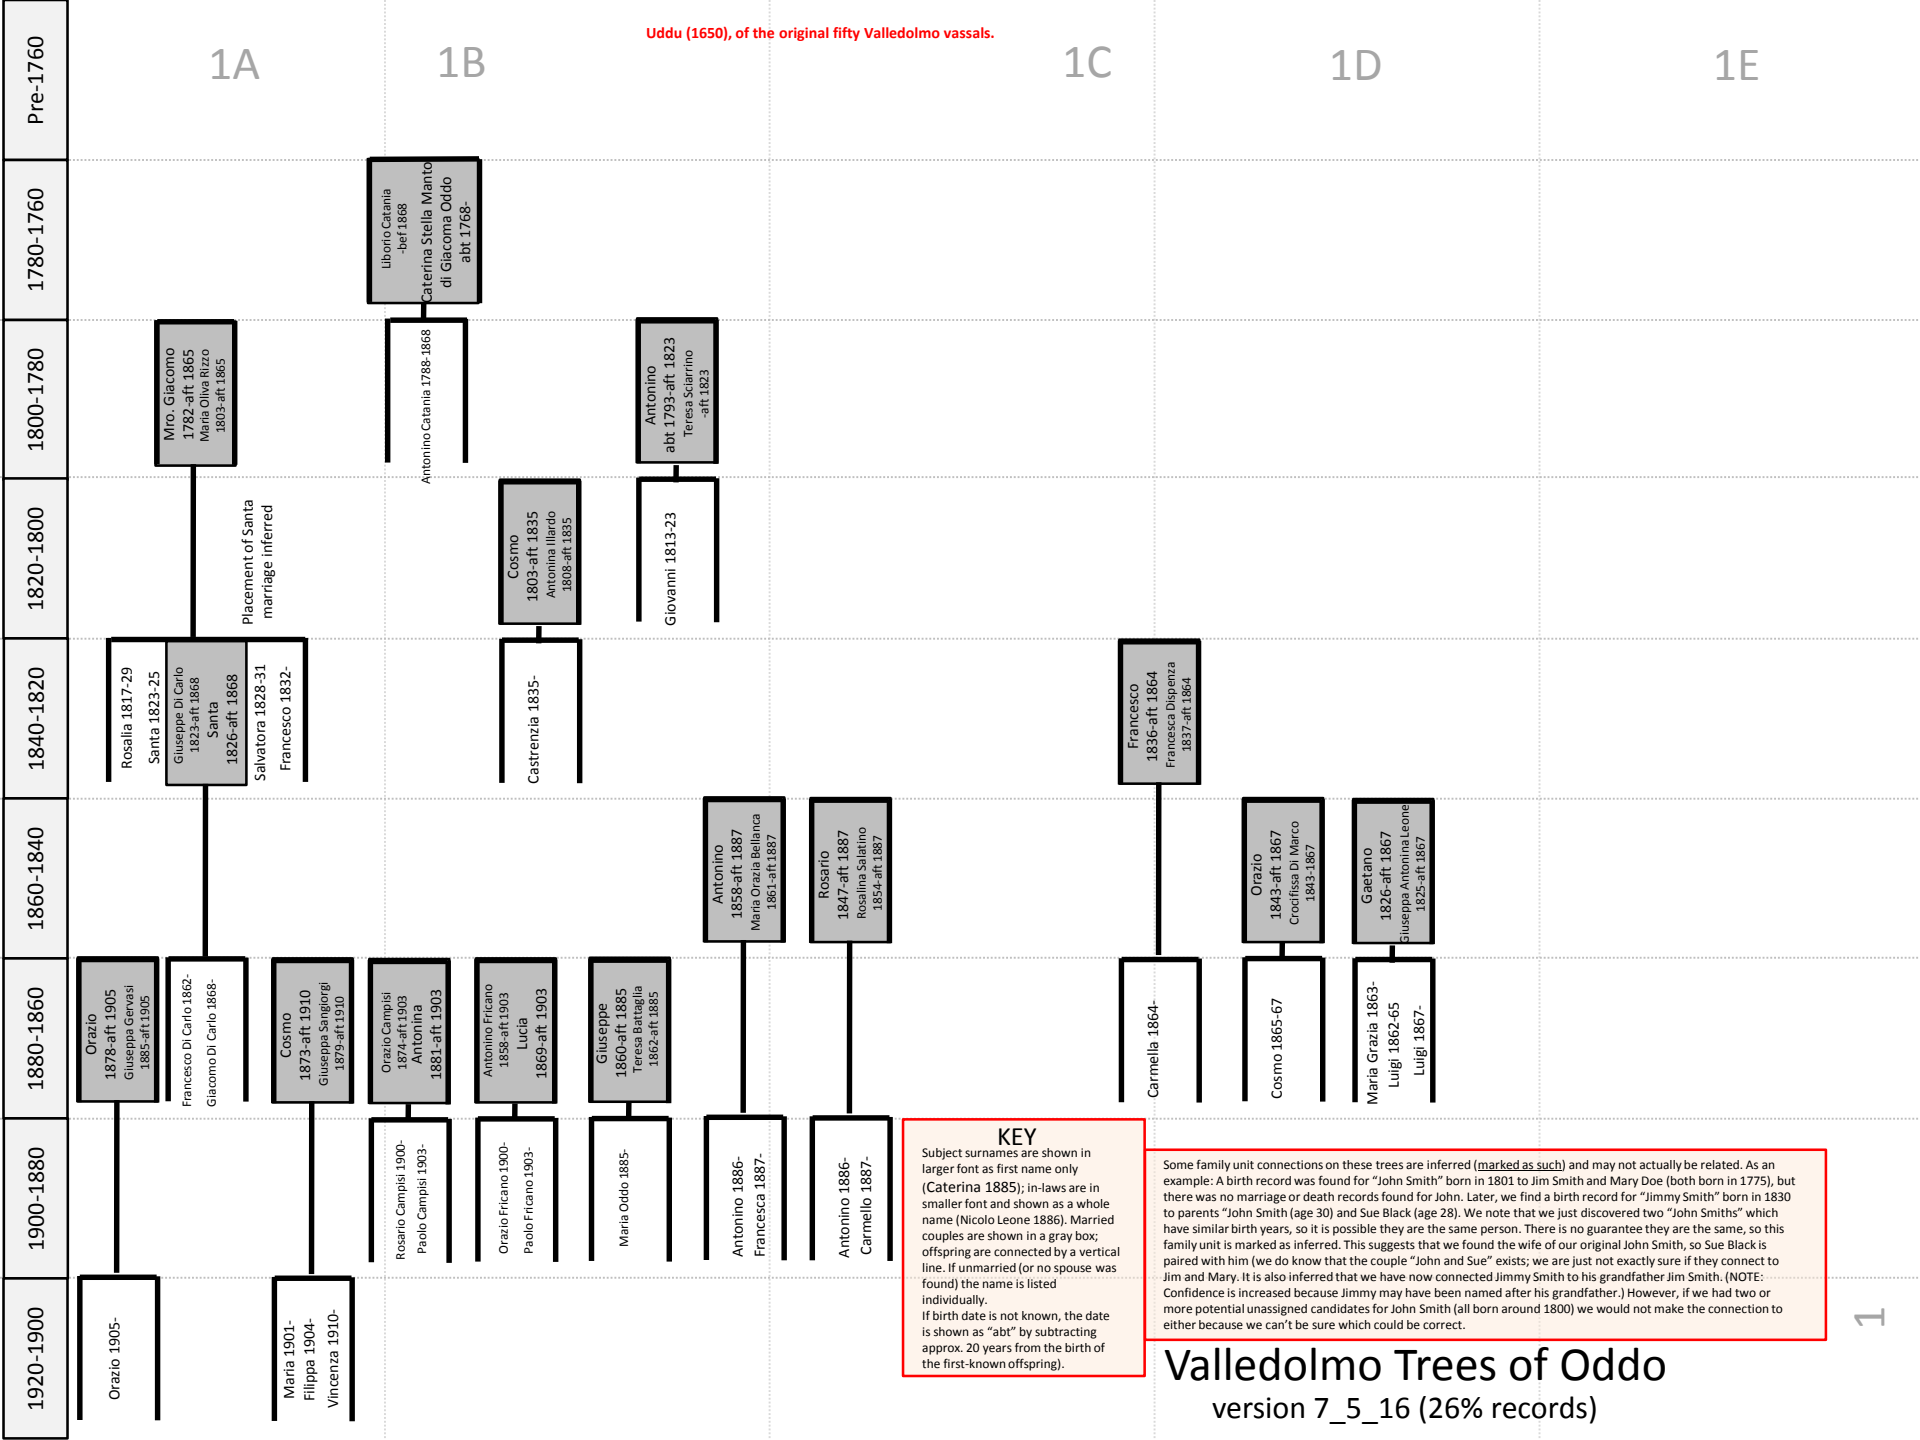 Uddu (1650), of the original fifty Valledolmo vassals.
Pre-1760
1A
1B
1C
1D
1E
1780-1760
Liborio Catania
-bef 1868
Caterina Stella Manto
di Giacoma Oddo
abt 1768-
1800-1780
Mro. Giacomo
1782-aft 1865
Maria Oliva Rizzo
1803-aft 1865
Antonino Catania 1788-1868
Antonino
abt 1793-aft 1823
Teresa Sciarrino
-aft 1823
1820-1800
Placement of Santa
marriage inferred
Cosmo
1803-aft 1835
Antonina Illardo
1808-aft 1835
Giovanni 1813-23
1840-1820
Rosalia 1817-29
Santa 1823-25
Giuseppe Di Carlo
1823-aft 1868
Santa
1826-aft 1868
Salvatora 1828-31
Francesco 1832-
Castrenzia 1835-
Francesco
1836-aft 1864
Francesca Dispenza
1837-aft 1864
1860-1840
Antonino
1858-aft 1887
Maria Orazia Bellanca
1861-aft 1887
Rosario
1847-aft 1887
Rosalina Salatino
1854-aft 1887
Orazio
1843-aft 1867
Crocifissa Di Marco
1843-1867
Gaetano
1826-aft 1867
Giuseppa Antonina Leone
1825-aft 1867
1880-1860
Orazio
1878-aft 1905
Giuseppa Gervasi
1885-aft 1905
Francesco Di Carlo 1862-
Giacomo Di Carlo 1868-
Cosmo
1873-aft 1910
Giuseppa Sangiorgi
1879-aft 1910
Orazio Campisi
1874-aft 1903
Antonina
1881-aft 1903
Antonino Fricano
1858-aft 1903
Lucia
1869-aft 1903
Giuseppe
1860-aft 1885
Teresa Battaglia
1862-aft 1885
Carmella 1864-
Cosmo 1865-67
Maria Grazia 1863-
Luigi 1862-65
Luigi 1867-
1900-1880
Rosario Campisi 1900-
Paolo Campisi 1903-
Orazio Fricano 1900-
Paolo Fricano 1903-
Maria Oddo 1885-
Antonino 1886-
Francesca 1887-
Antonino 1886-
Carmello 1887-
1920-1900
Orazio 1905-
Maria 1901-
Filippa 1904-
Vincenza 1910-
KEY
Subject surnames are shown in
larger font as first name only
(Caterina 1885); in-laws are in
smaller font and shown as a whole
name (Nicolo Leone 1886). Married
couples are shown in a gray box;
offspring are connected by a vertical
line. If unmarried (or no spouse was
found) the name is listed
individually.
If birth date is not known, the date
is shown as “abt” by subtracting
approx. 20 years from the birth of
the first-known offspring).
Some family unit connections on these trees are inferred (marked as such) and may not actually be related. As an
example: A birth record was found for “John Smith” born in 1801 to Jim Smith and Mary Doe (both born in 1775), but
there was no marriage or death records found for John. Later, we find a birth record for “Jimmy Smith” born in 1830
to parents “John Smith (age 30) and Sue Black (age 28). We note that we just discovered two “John Smiths” which
have similar birth years, so it is possible they are the same person. There is no guarantee they are the same, so this
family unit is marked as inferred. This suggests that we found the wife of our original John Smith, so Sue Black is
paired with him (we do know that the couple “John and Sue” exists; we are just not exactly sure if they connect to
Jim and Mary. It is also inferred that we have now connected Jimmy Smith to his grandfather Jim Smith. (NOTE:
Confidence is increased because Jimmy may have been named after his grandfather.) However, if we had two or
more potential unassigned candidates for John Smith (all born around 1800) we would not make the connection to
either because we can’t be sure which could be correct.
1
Valledolmo Trees of Oddo
version 7_5_16 (26% records)